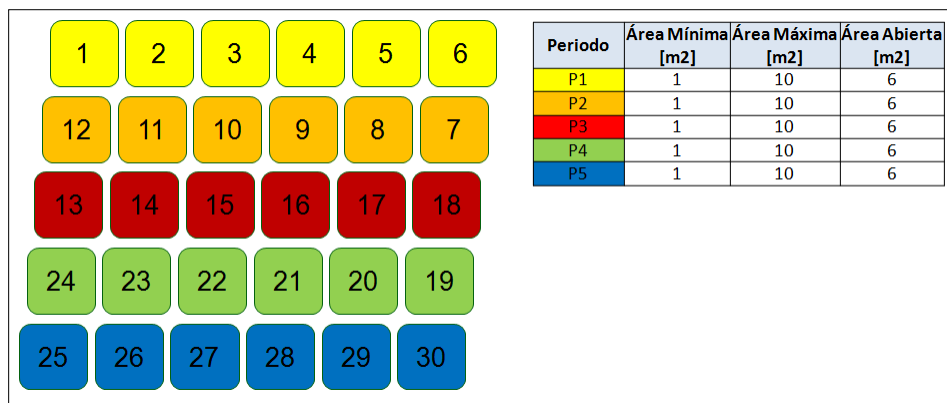 1 2 3 4 5 6
12 11 10 9 8 7
13 14 15 16 17 18
24 23 22 21 20 19
25 26 27 28 29 30
Periodo Área Mínima [m2] Área Máxima [m2] Área Abierta [m2]
P1 1 10 6
P2 1 10 6
P3 1 10 6
P4 1 10 6
P5 1 10 6